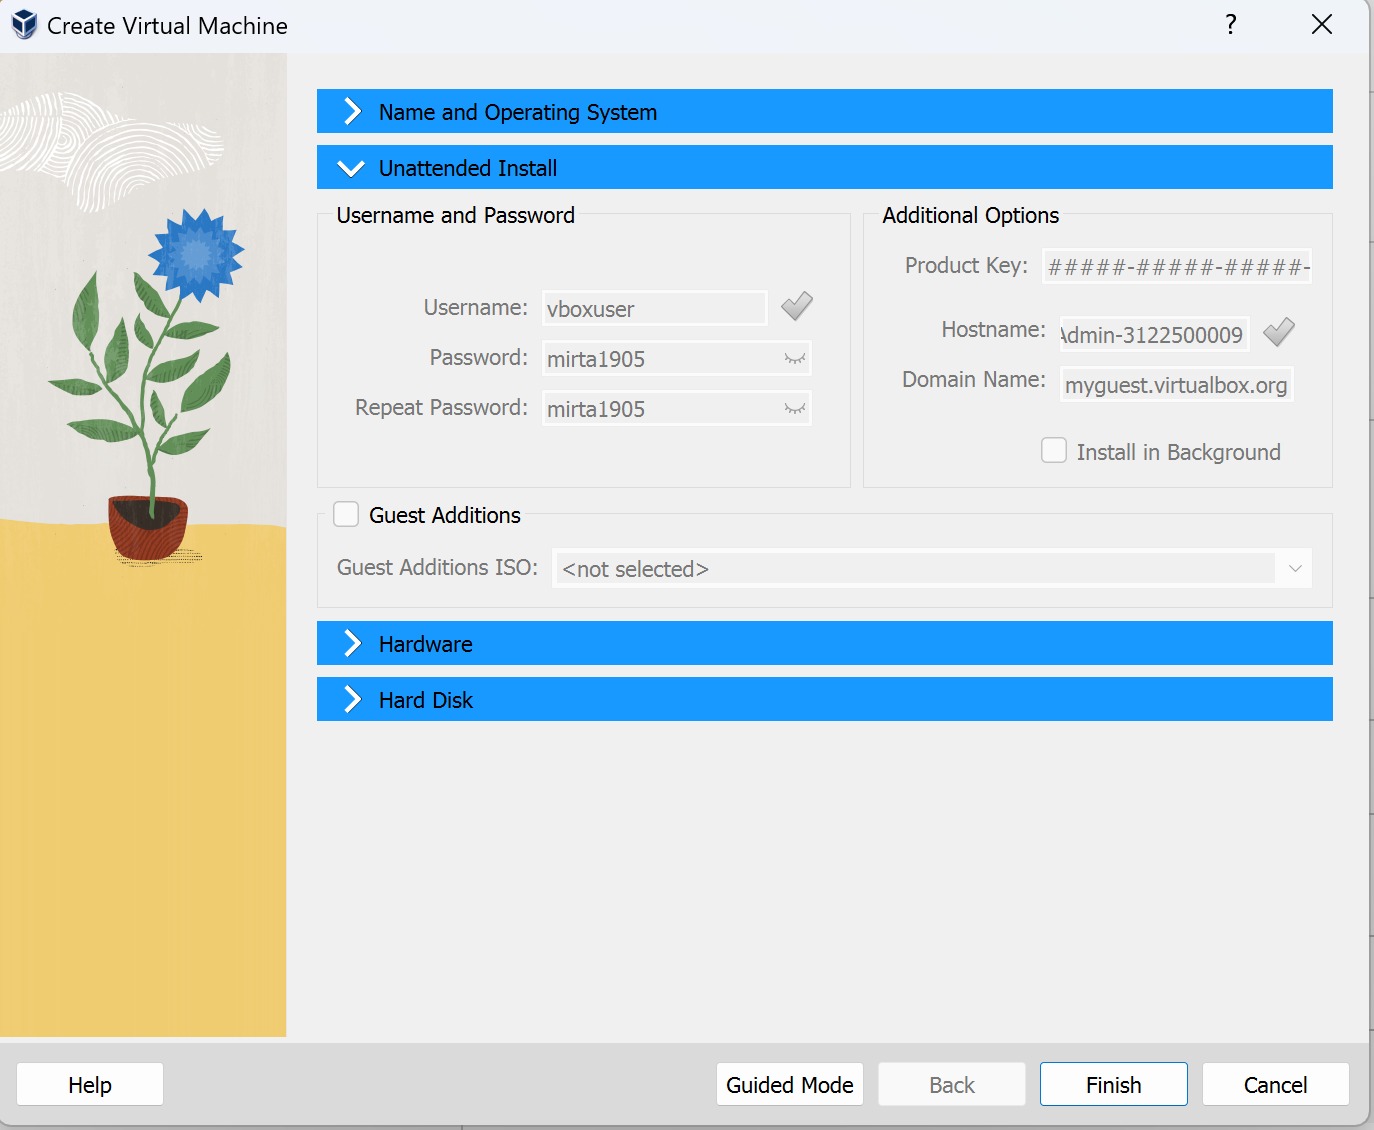 Create Virtual Machine
?
Name and Operating System
Unattended Install
Username and Password
Username: vboxuser
Password: mirta1905
Repeat Password: mirta1905
Additional Options
Product Key: #####-#####-#####-
Hostname: Admin-3122500009
Domain Name: myguest.virtualbox.org
Install in Background
Guest Additions
Guest Additions ISO: <not selected>
Hardware
Hard Disk
Help
Guided Mode
Back
Finish
Cancel